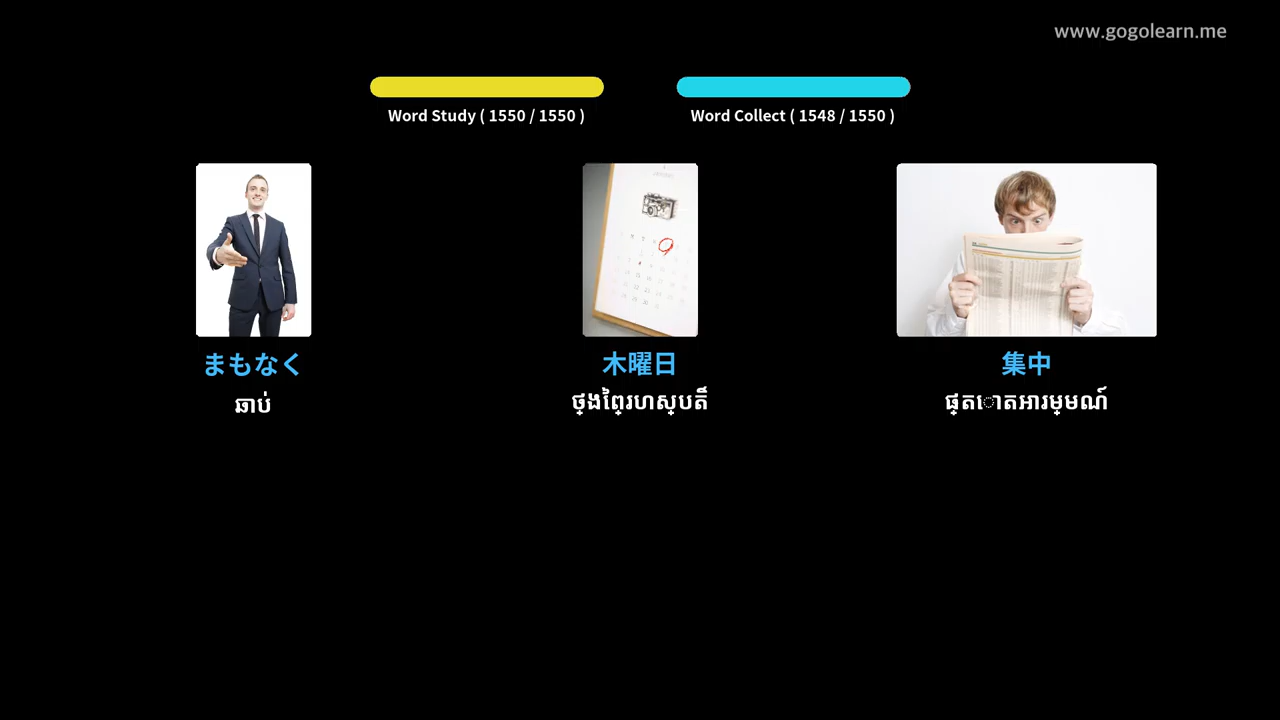 www.gogolearn.me
Word Study ( 1550 / 1550 )
Word Collect ( 1548 / 1550 )
まもなく
木曜日
集中
ឆាប់
ថ្ងៃព្រហស្បតិ៍
ផ្តោតអារម្មណ៍